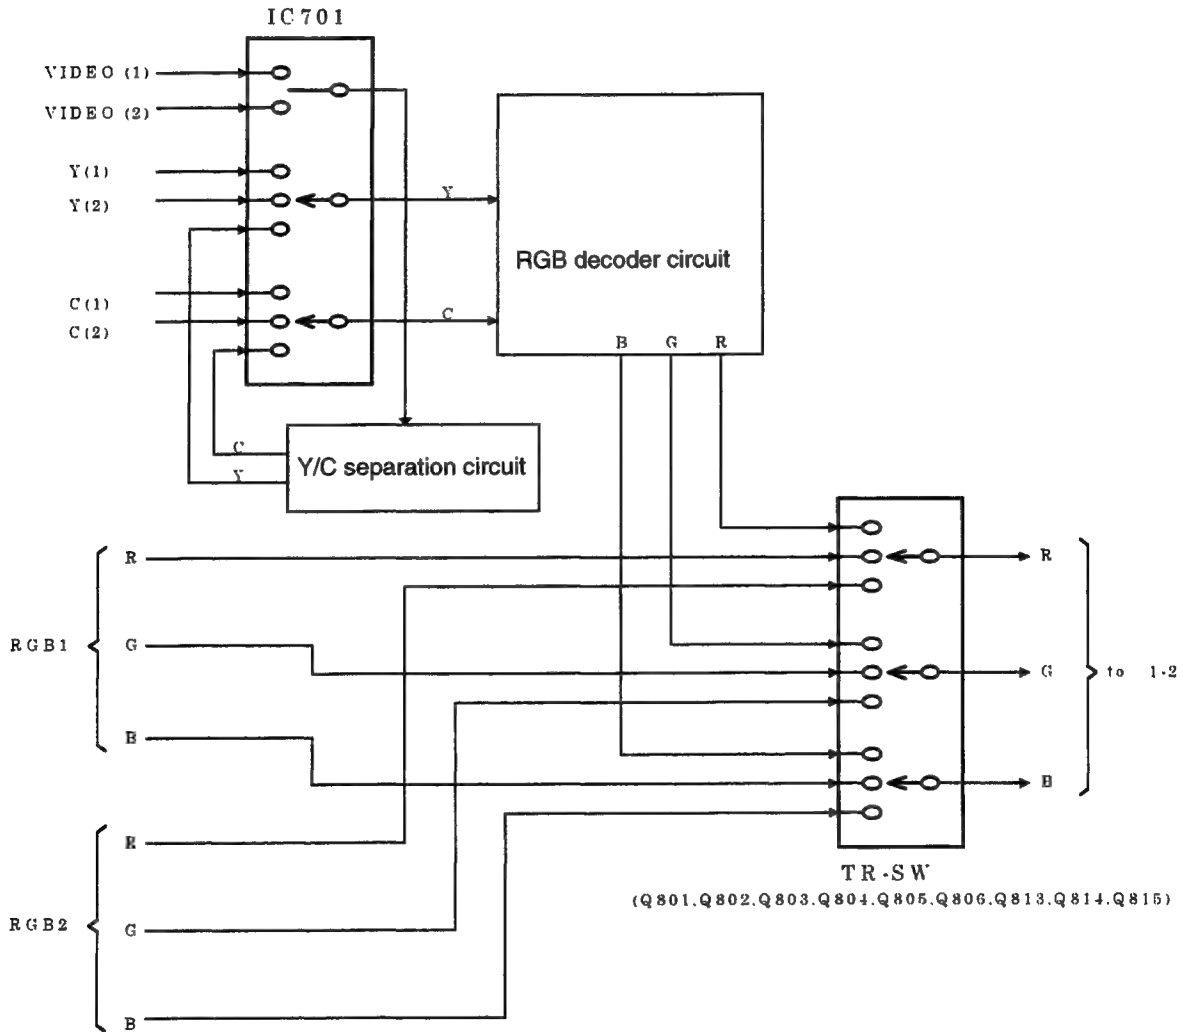 IC701
VIDEO (1)
VIDEO (2)
Y(1)
Y(2)
Y
RGB decoder circuit
C(1)
C(2)
C
B G R
C
Y
Y/C separation circuit
RGB1
R
G
B
R
G
B
to 1-2
TR-SW
(Q801.Q802.Q803.Q804.Q805.Q806.Q813.Q814.Q815)
RGB2
R
G
B